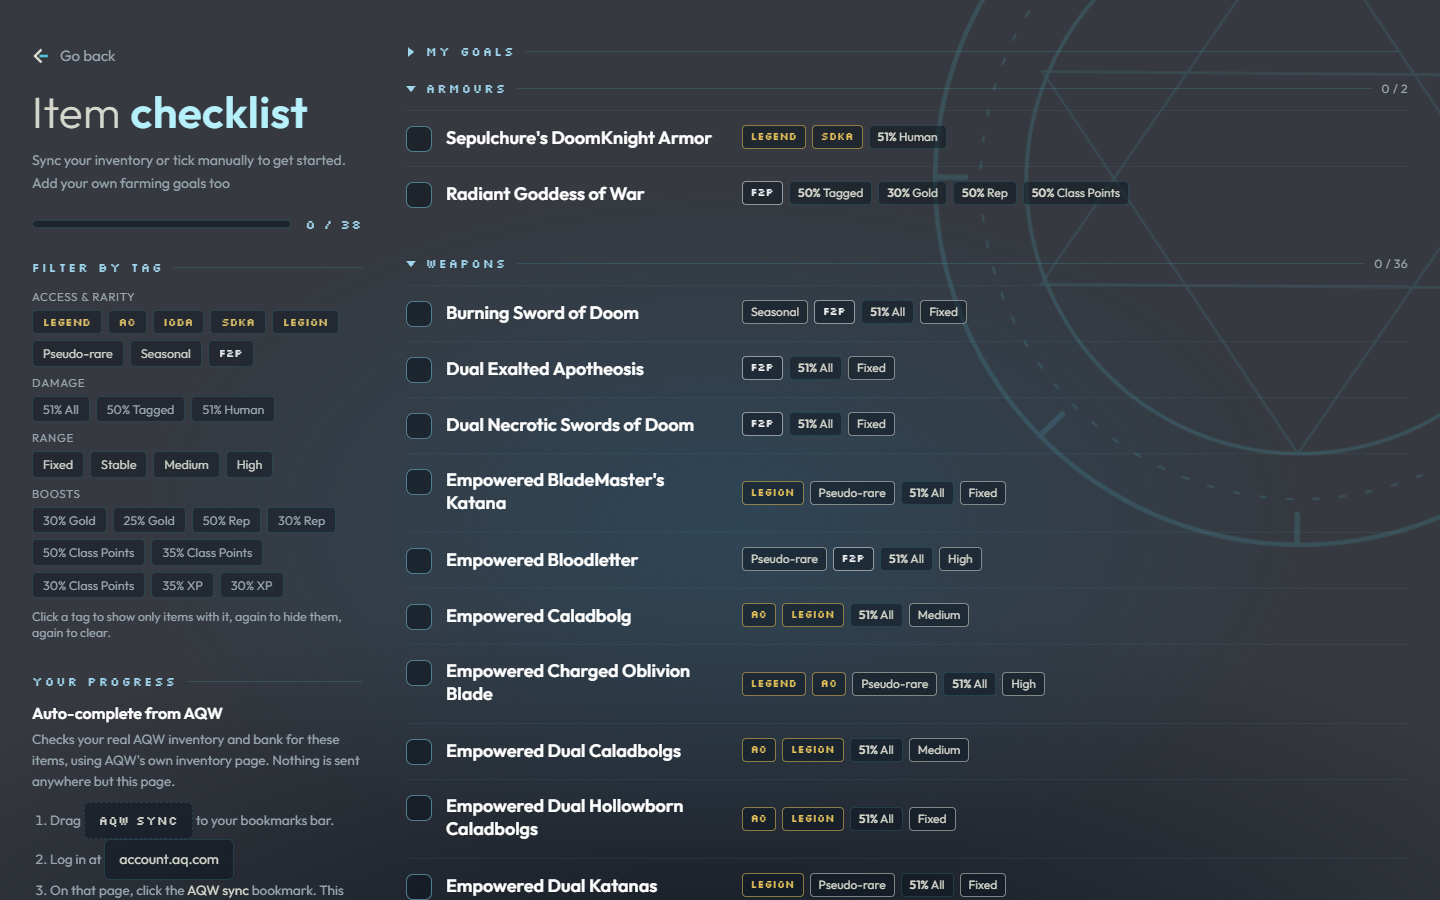 Go back
Item checklist
Sync your inventory or tick manually to get started.
Add your own farming goals too
0 / 38
FILTER BY TAG
ACCESS & RARITY
LEGEND AO IODA SDKA LEGION
Pseudo-rare Seasonal F2P
DAMAGE
51% All 50% Tagged 51% Human
RANGE
Fixed Stable Medium High
BOOSTS
30% Gold 25% Gold 50% Rep 30% Rep
50% Class Points 35% Class Points
30% Class Points 35% XP 30% XP
Click a tag to show only items with it, again to hide them,
again to clear.
YOUR PROGRESS
Auto-complete from AQW
Checks your real AQW inventory and bank for these
items, using AQW's own inventory page. Nothing is sent
anywhere but this page.
1. Drag AQW SYNC to your bookmarks bar.
2. Log in at account.aq.com
3. On that page, click the AQW sync bookmark. This
MY GOALS
ARMOURS 0 / 2
Sepulchure's DoomKnight Armor LEGEND SDKA 51% Human
Radiant Goddess of War F2P 50% Tagged 30% Gold 50% Rep 50% Class Points
WEAPONS 0 / 36
Burning Sword of Doom Seasonal F2P 51% All Fixed
Dual Exalted Apotheosis F2P 51% All Fixed
Dual Necrotic Swords of Doom F2P 51% All Fixed
Empowered BladeMaster's
Katana LEGION Pseudo-rare 51% All Fixed
Empowered Bloodletter Pseudo-rare F2P 51% All High
Empowered Caladbolg AO LEGION 51% All Medium
Empowered Charged Oblivion
Blade LEGEND AO Pseudo-rare 51% All High
Empowered Dual Caladbolgs AO LEGION 51% All Medium
Empowered Dual Hollowborn
Caladbolgs AO LEGION 51% All Fixed
Empowered Dual Katanas LEGION Pseudo-rare 51% All Fixed